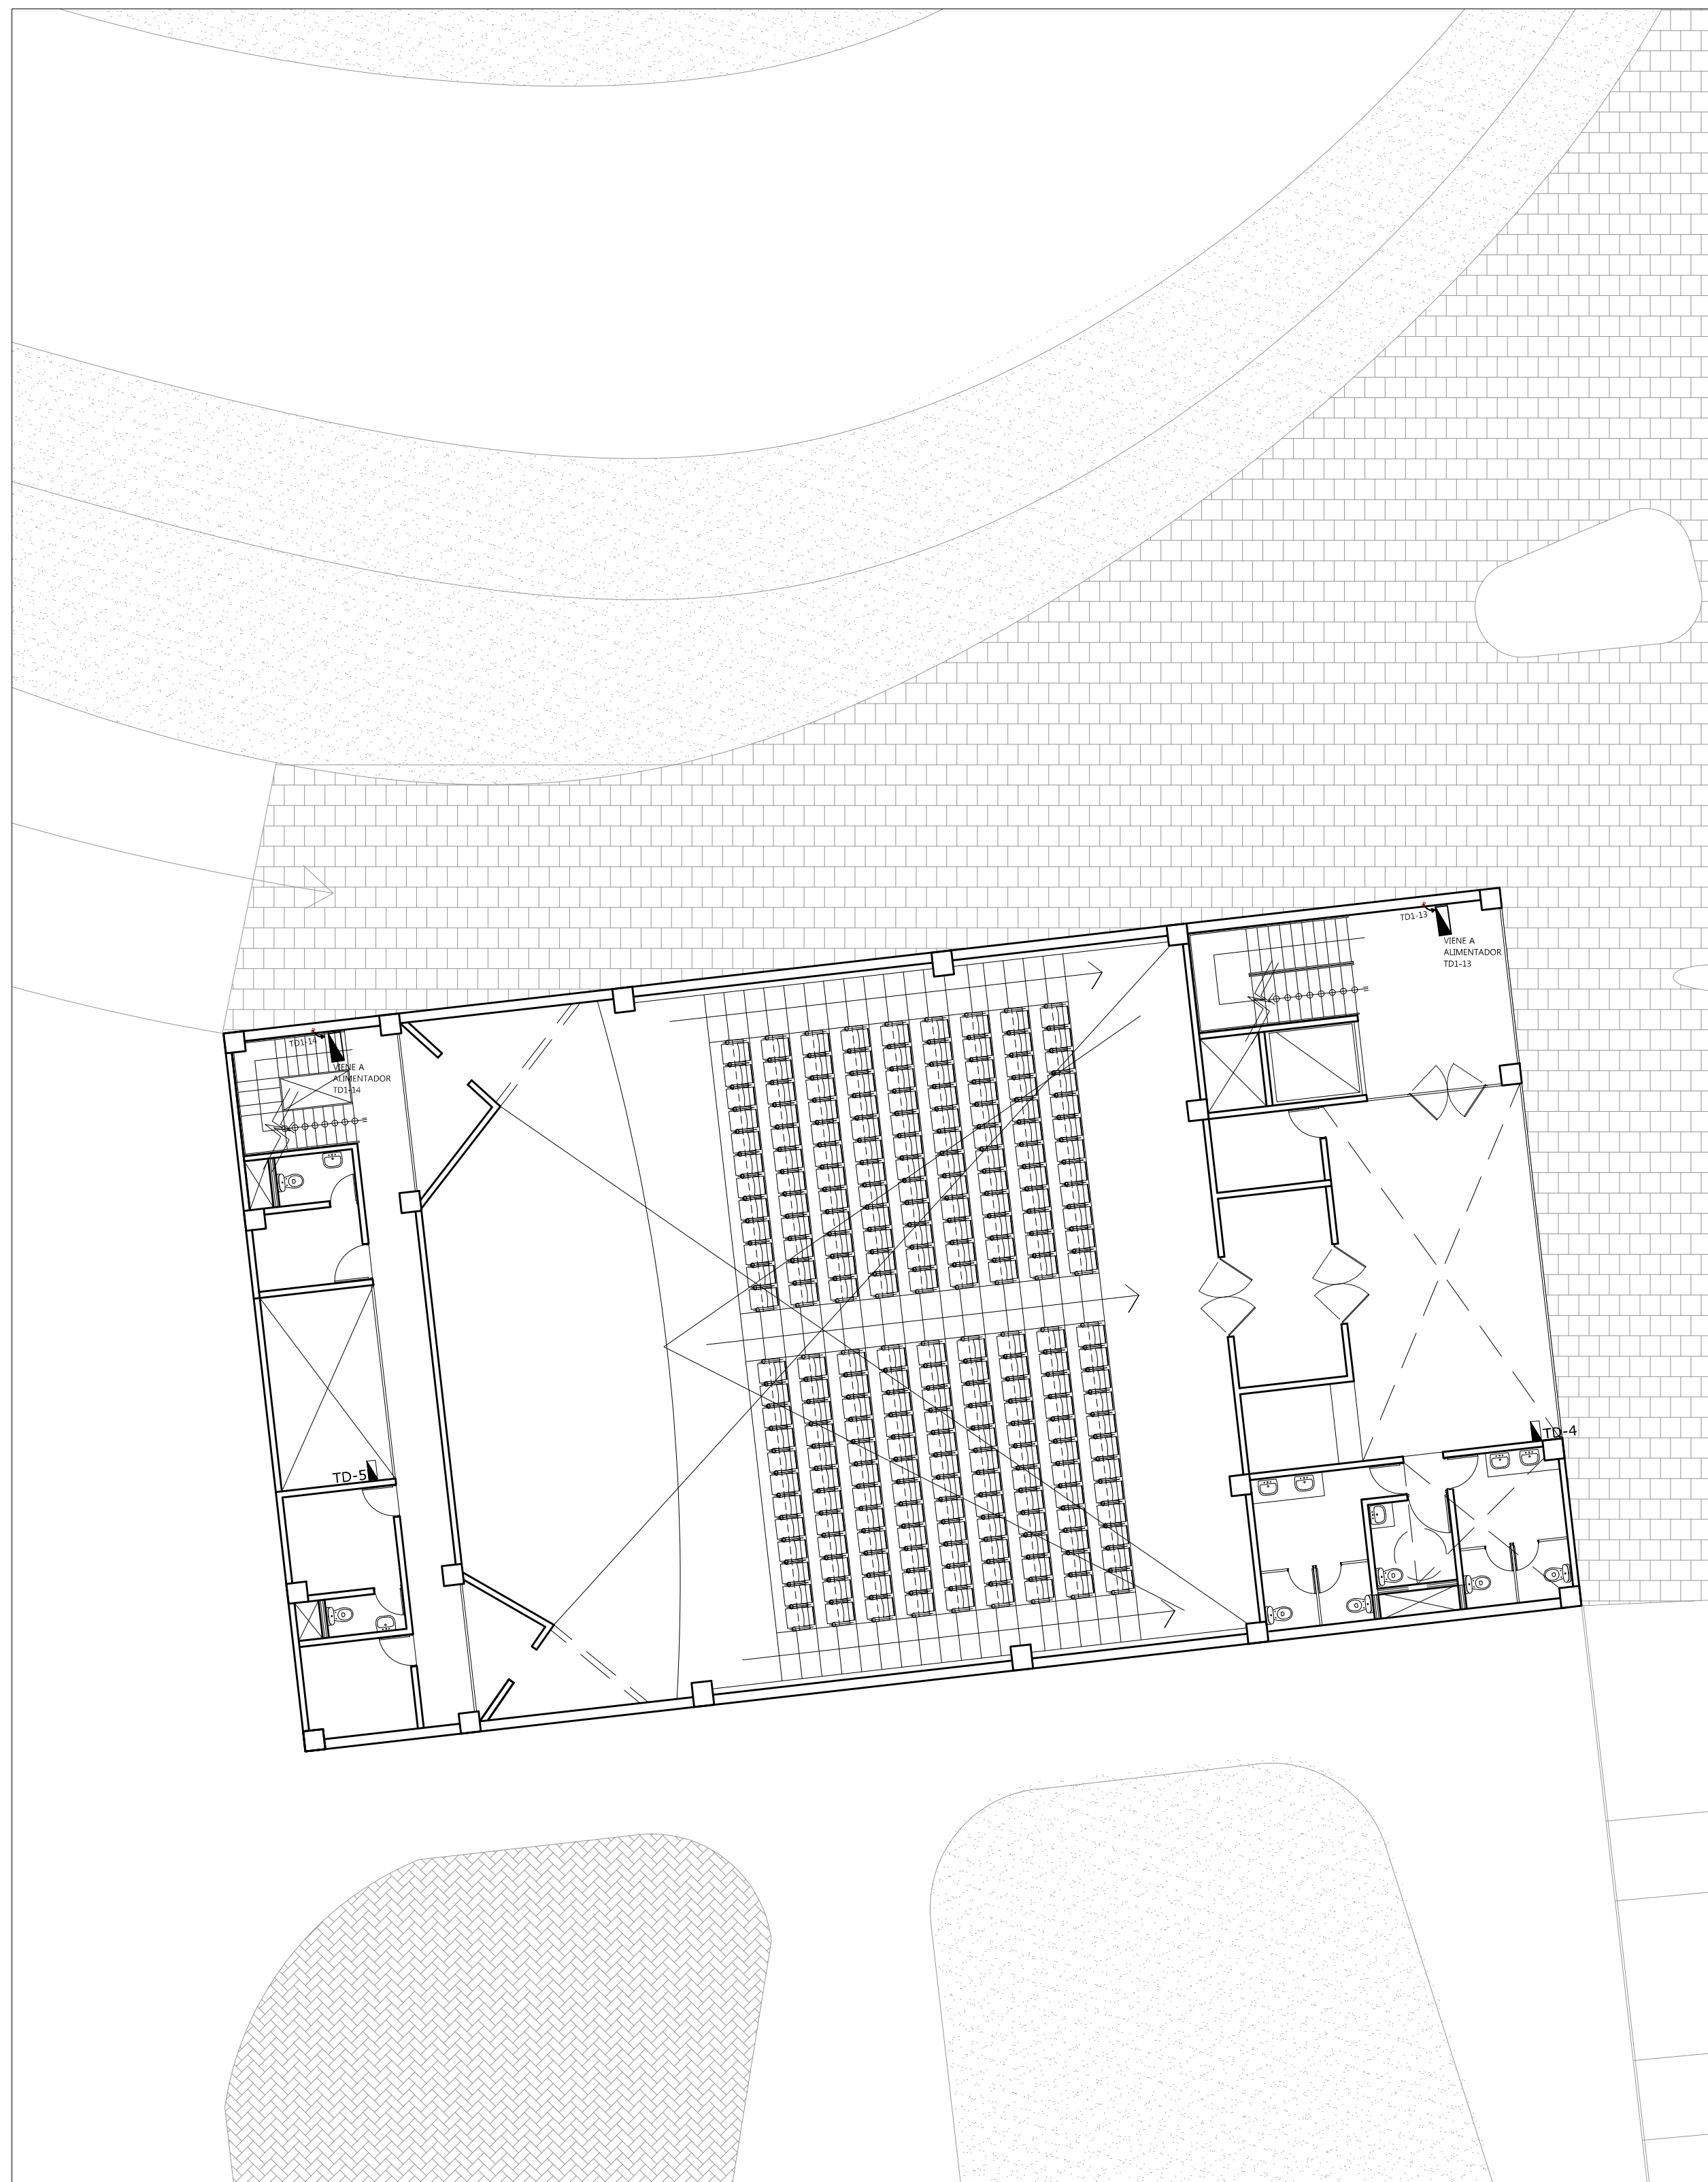 TD1-13
VIENE A
ALIMENTADOR
TD1-13
TD1-14
VIENE A
ALIMENTADOR
TD1-14
TD-4
TD-5